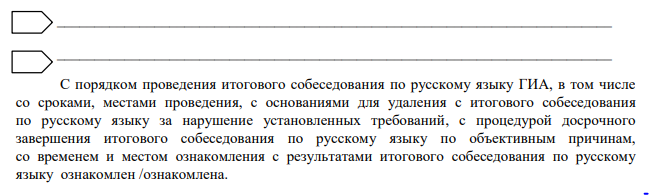 С порядком проведения итогового собеседования по русскому языку ГИА, в том числе
со сроками, местами проведения, с основаниями для удаления с итогового собеседования
по русскому языку за нарушение установленных требований, с процедурой досрочного
завершения итогового собеседования по русскому языку по объективным причинам,
со временем и местом ознакомления с результатами итогового собеседования по русскому
языку ознакомлен /ознакомлена.